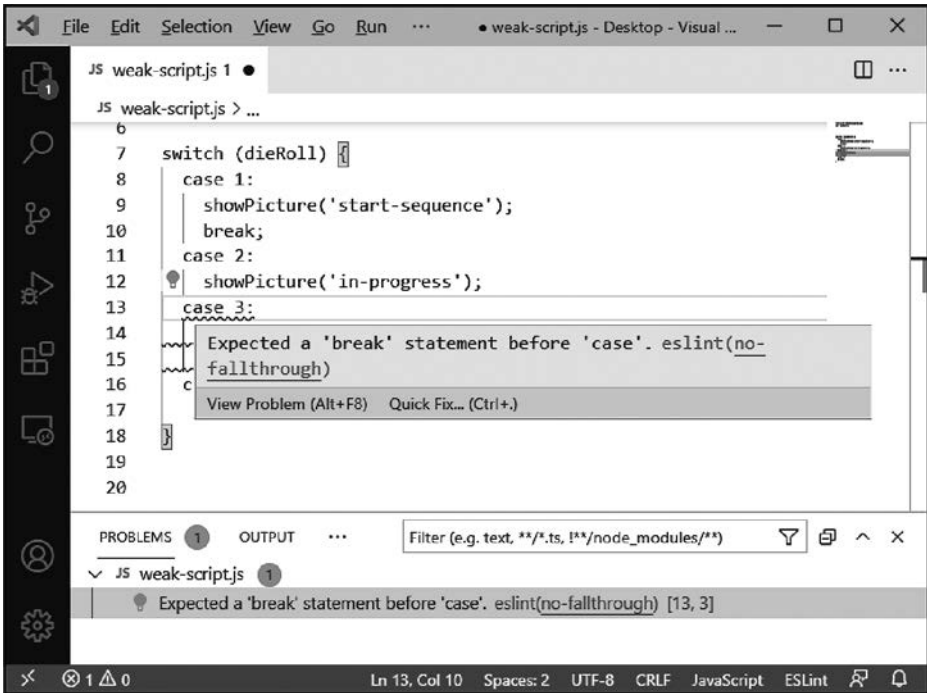 File Edit Selection View Go Run ··· ● weak-script.js - Desktop - Visual ...
1
JS weak-script.js 1 ●
JS weak-script.js > ...
6
7 switch (dieRoll) {
8 case 1:
9 showPicture('start-sequence');
10 break;
11 case 2:
12 showPicture('in-progress');
13 case 3:
14
15
16 c
17
18 }
19
20
Expected a 'break' statement before 'case'. eslint(no-
fallthrough)
View Problem (Alt+F8) Quick Fix... (Ctrl+.)
PROBLEMS 1 OUTPUT ··· Filter (e.g. text, **/*.ts, !**/node_modules/**)
JS weak-script.js 1
Expected a 'break' statement before 'case'. eslint(no-fallthrough) [13, 3]
1 0 Ln 13, Col 10 Spaces: 2 UTF-8 CRLF JavaScript ESLint